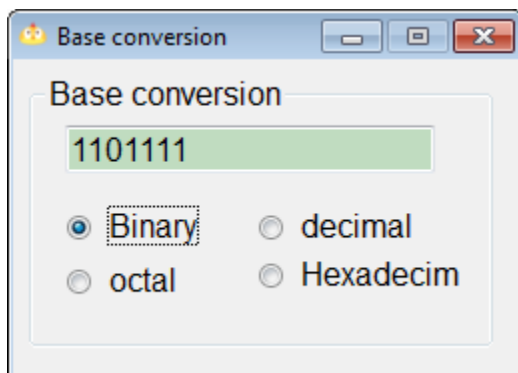 Base conversion
Base conversion
1101111
Binary decimal
octal Hexadecim